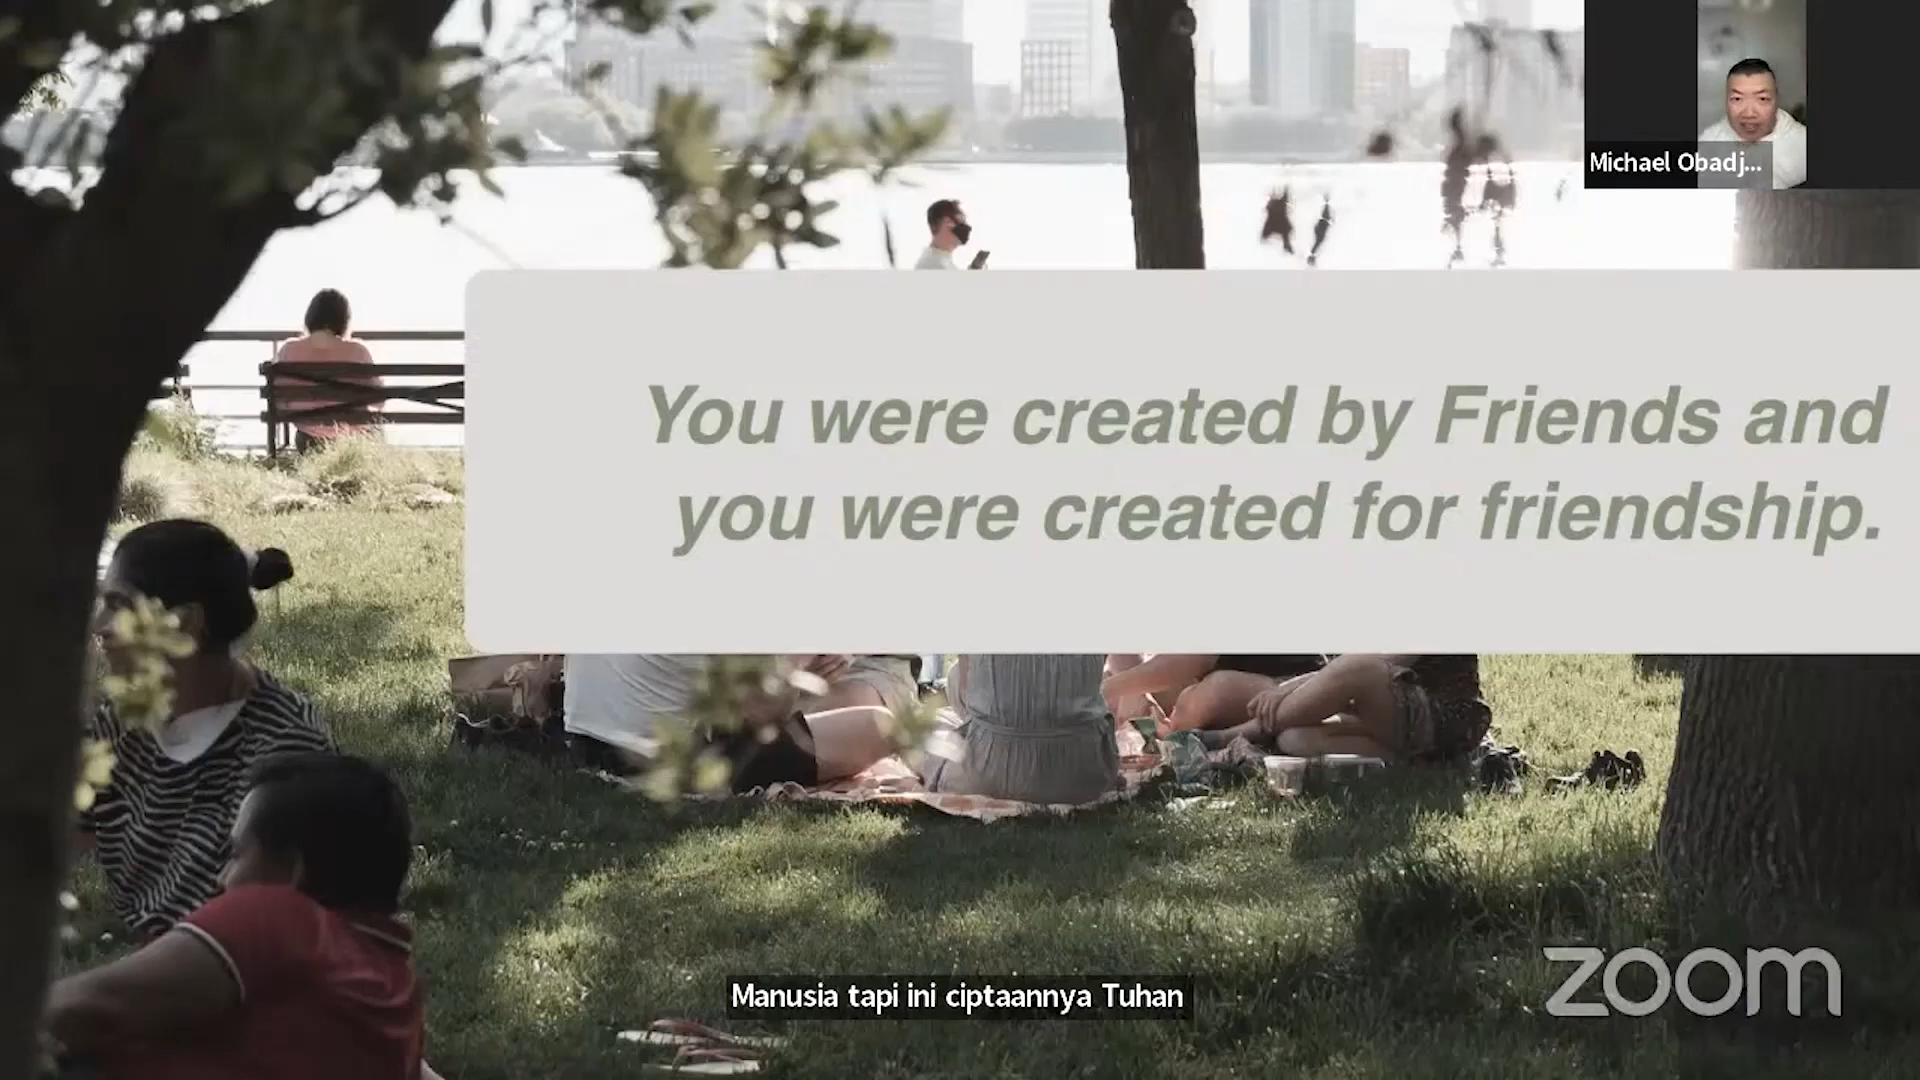 Michael Obadj...
You were created by Friends and
you were created for friendship.
Manusia tapi ini ciptaannya Tuhan
zoom